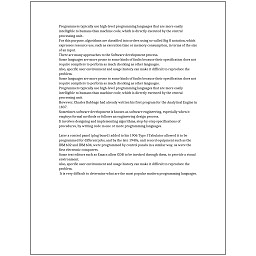 Programmers typically use high-level programming languages that are more easily
intelligible to humans than machine code, which is directly executed by the central
processing unit.
For this purpose, algorithms are classified into orders using so-called Big O notation, which
expresses resource use, such as execution time or memory consumption, in terms of the size
of an input.
There are many approaches to the Software development process.
Some languages are more prone to some kinds of faults because their specification does not
require compilers to perform as much checking as other languages.
Also, specific user environment and usage history can make it difficult to reproduce the
problem.
Some languages are more prone to some kinds of faults because their specification does not
require compilers to perform as much checking as other languages.
Programmers typically use high-level programming languages that are more easily
intelligible to humans than machine code, which is directly executed by the central
processing unit.
However, Charles Babbage had already written his first program for the Analytical Engine in
1837.
Sometimes software development is known as software engineering, especially when it
employs formal methods or follows an engineering design process.
It involves designing and implementing algorithms, step-by-step specifications of
procedures, by writing code in one or more programming languages.
Later a control panel (plug board) added to his 1906 Type I Tabulator allowed it to be
programmed for different jobs, and by the late 1940s, unit record equipment such as the
IBM 602 and IBM 604, were programmed by control panels in a similar way, as were the
first electronic computers.
Some text editors such as Emacs allow GDB to be invoked through them, to provide a visual
environment.
Also, specific user environment and usage history can make it difficult to reproduce the
problem.
It is very difficult to determine what are the most popular modern programming languages.